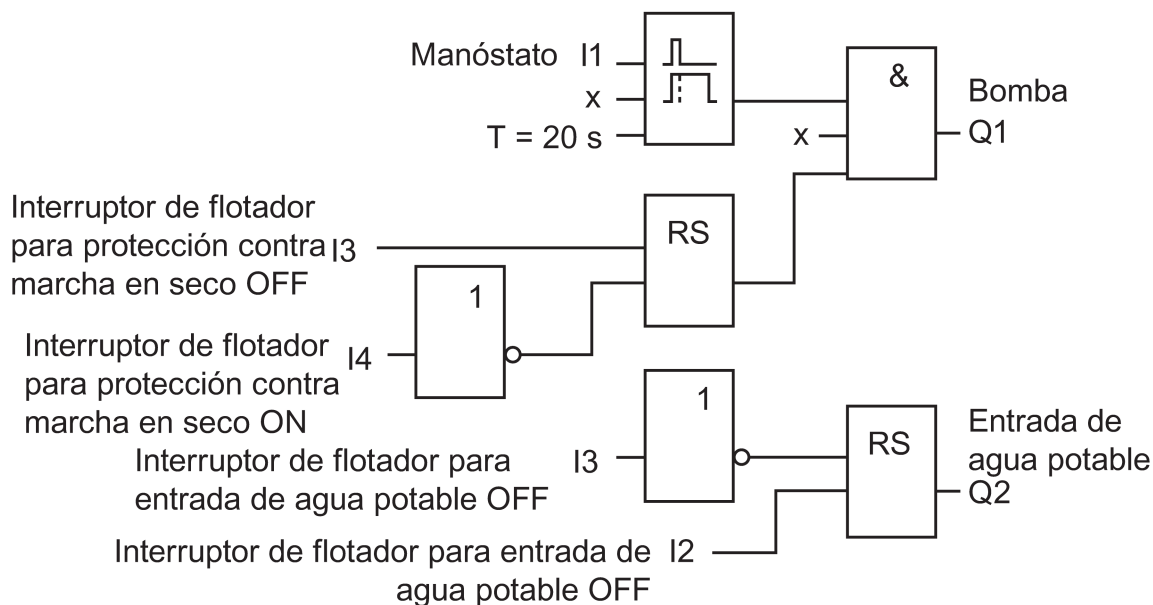 Manóstato I1
x
T = 20 s
&
x
Bomba
Q1
Interruptor de flotador
para protección contra I3
marcha en seco OFF
RS
1
Interruptor de flotador I4
para protección contra
marcha en seco ON
1
Interruptor de flotador para I3
entrada de agua potable OFF
RS
Entrada de
agua potable
Q2
Interruptor de flotador para entrada de I2
agua potable OFF